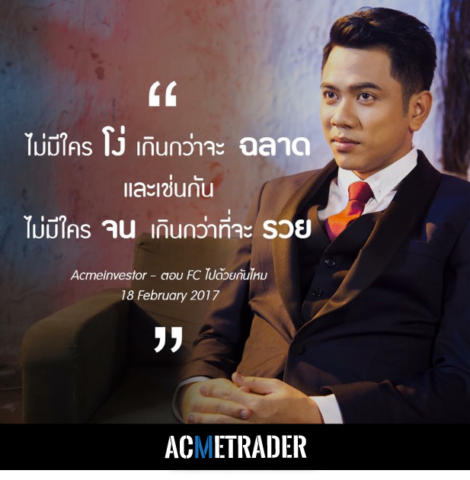 “
ไม่มีใคร โง่ เกินกว่าจะ ฉลาด
และเช่นกัน
ไม่มีใคร จน เกินกว่าที่จะ รวย
Acmeinvestor – ตอบ FC ไปด้วยกันไหม
18 February 2017
”
ACMETRADER